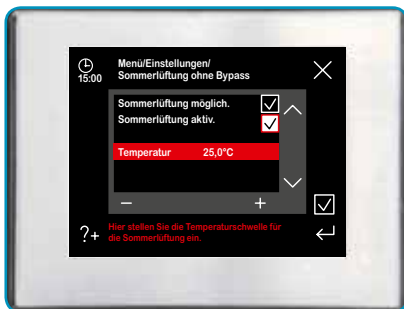 Menü/Einstellungen/
Sommerlüftung ohne Bypass
15:00
Sommerlüftung möglich.
Sommerlüftung aktiv.
Temperatur 25,0°C
− +
?+
Hier stellen Sie die Temperaturschwelle für
die Sommerlüftung ein.